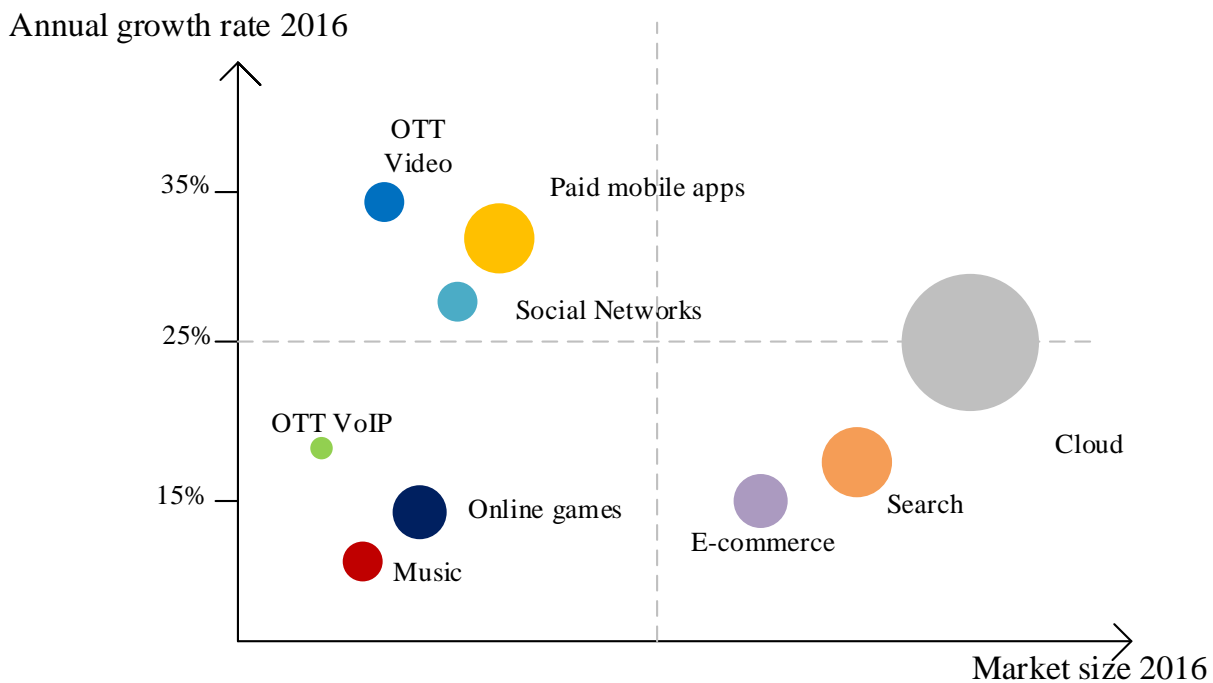 Annual growth rate 2016
OTT
Video
35%
Paid mobile apps
Social Networks
25%
OTT VoIP
Cloud
15%
Search
Online games
E-commerce
Music
Market size 2016